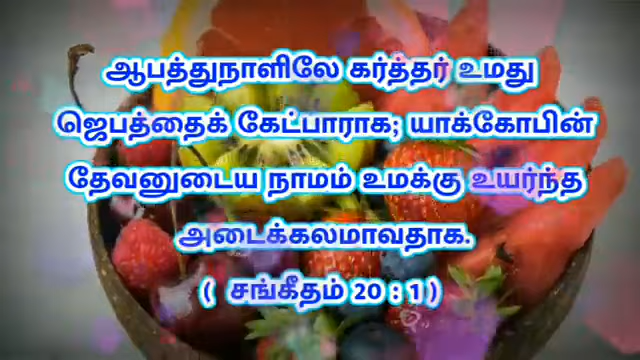 ஆபத்துநாளிலே கர்த்தர் உமது
ஜெபத்தைக் கேட்பாராக; யாக்கோபின்
தேவனுடைய நாமம் உமக்கு உயர்ந்த
அடைக்கலமாவதாக.
( சங்கீதம் 20 : 1 )